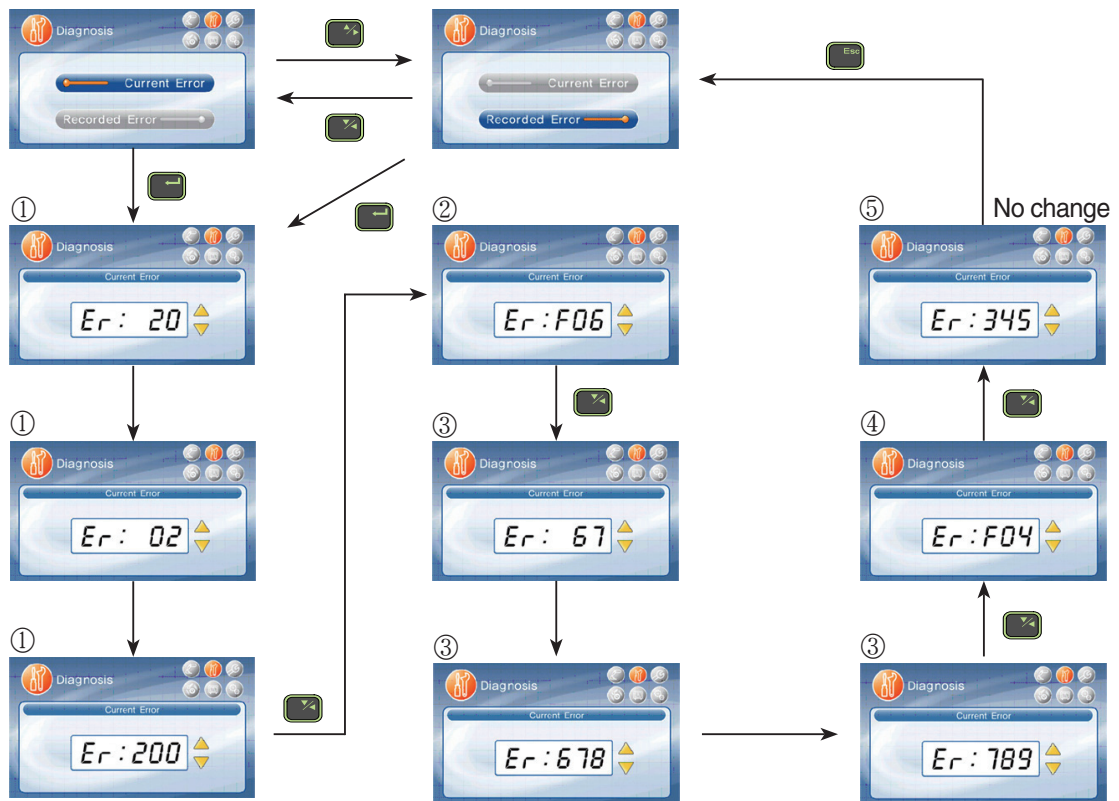 Diagnosis
Current Error
Recorded Error
Diagnosis
Current Error
Recorded Error
Esc
①
Diagnosis
Current Error
Er: 20
②
Diagnosis
Current Error
Er:F06
⑤
No change
Diagnosis
Current Error
Er:345
①
Diagnosis
Current Error
Er: 02
③
Diagnosis
Current Error
Er: 67
④
Diagnosis
Current Error
Er:F04
①
Diagnosis
Current Error
Er:200
③
Diagnosis
Current Error
Er:678
③
Diagnosis
Current Error
Er:789